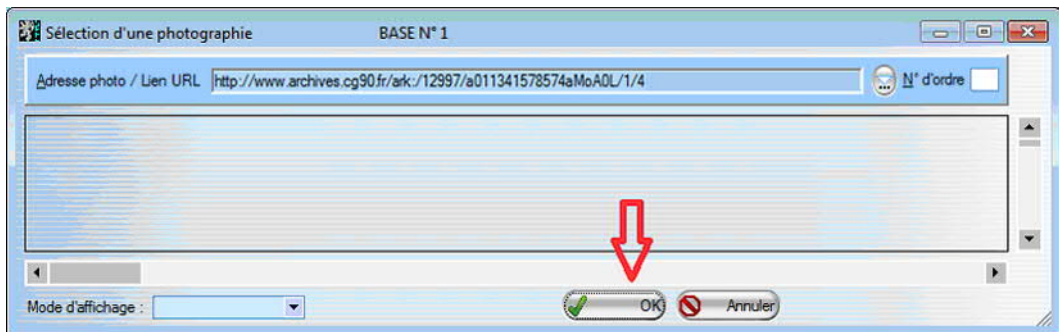 Sélection d'une photographie BASE N° 1
Adresse photo / Lien URL http://www.archives.cg90.fr/ark:/12997/a011341578574aMoA0L/1/4 N° d'ordre
Mode d'affichage : OK Annuler